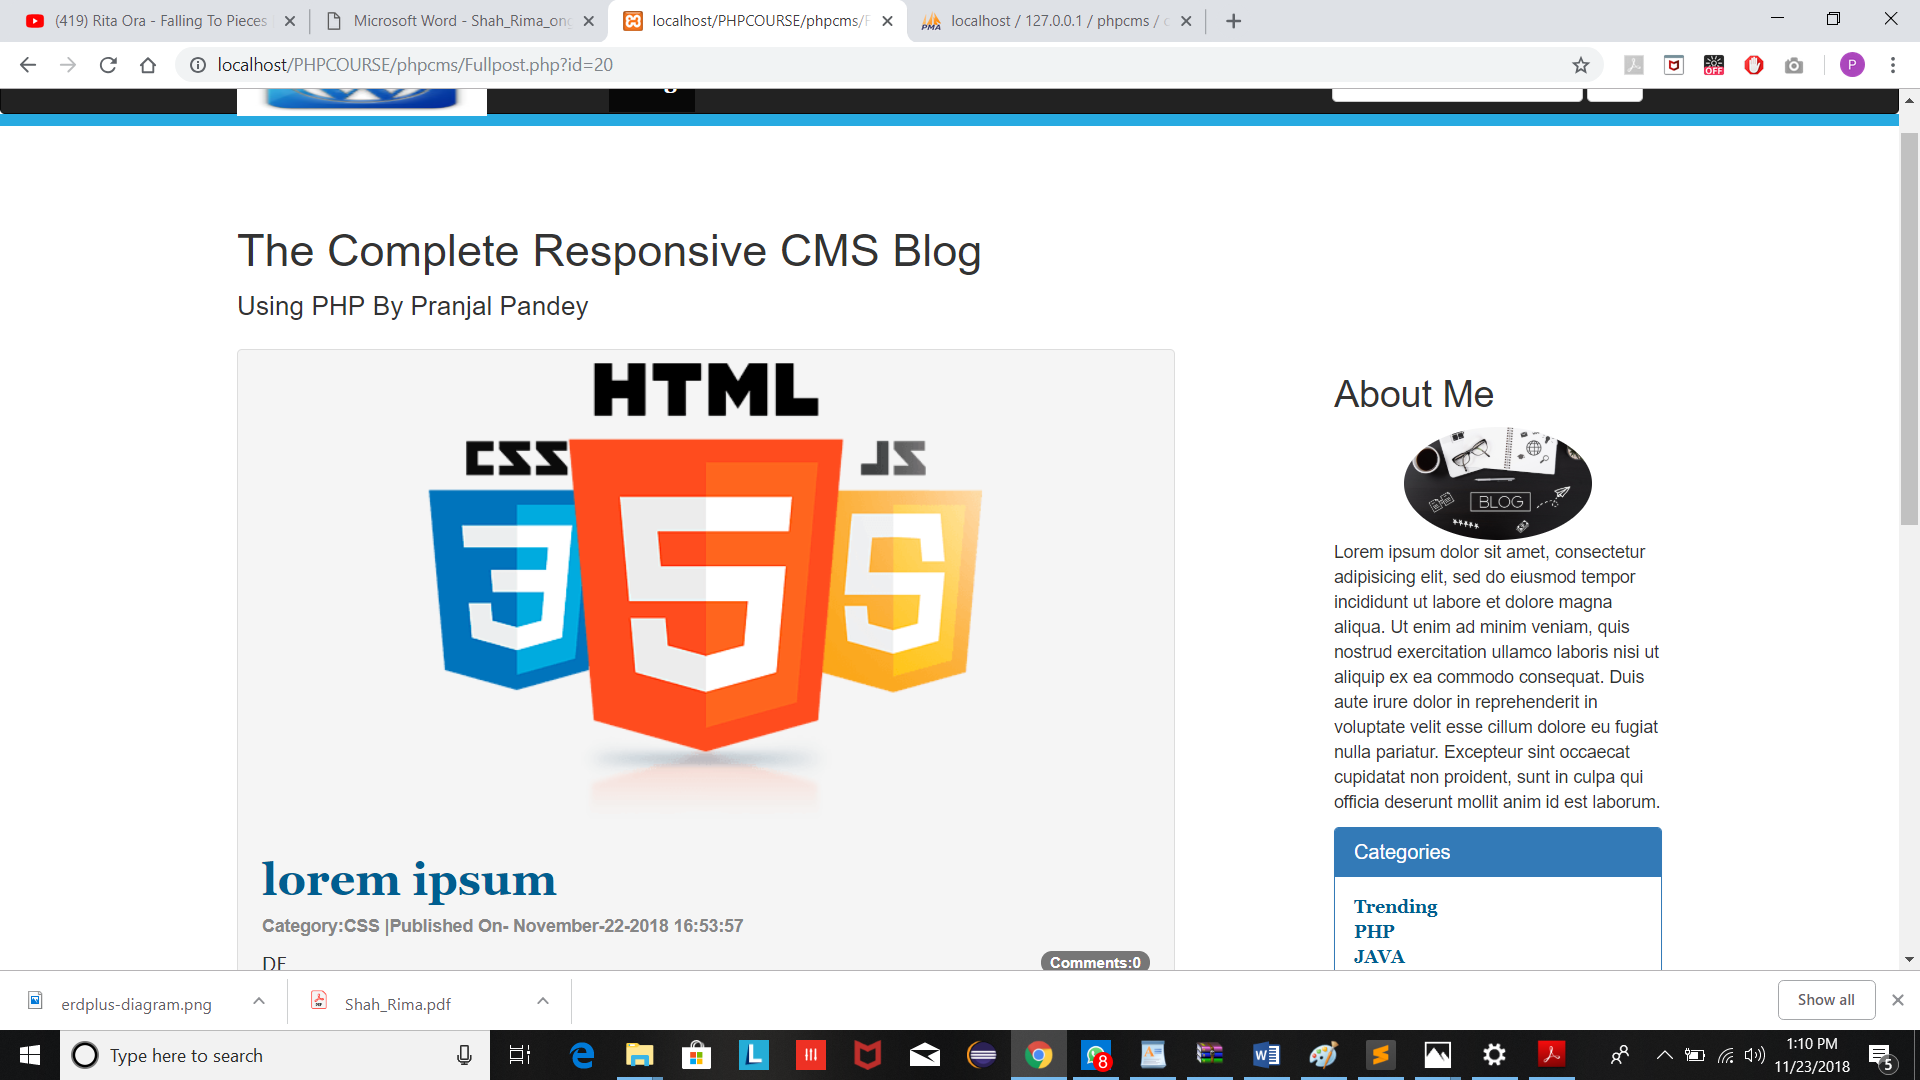 (419) Rita Ora - Falling To Pieces
Microsoft Word - Shah_Rima_ong
localhost/PHPCOURSE/phpcms/F
localhost / 127.0.0.1 / phpcms / c
localhost/PHPCOURSE/phpcms/Fullpost.php?id=20
OFF
P
The Complete Responsive CMS Blog
Using PHP By Pranjal Pandey
HTML
CSS
JS
3
5
5
About Me
BLOG
Lorem ipsum dolor sit amet, consectetur
adipisicing elit, sed do eiusmod tempor
incididunt ut labore et dolore magna
aliqua. Ut enim ad minim veniam, quis
nostrud exercitation ullamco laboris nisi ut
aliquip ex ea commodo consequat. Duis
aute irure dolor in reprehenderit in
voluptate velit esse cillum dolore eu fugiat
nulla pariatur. Excepteur sint occaecat
cupidatat non proident, sunt in culpa qui
officia deserunt mollit anim id est laborum.
Categories
Trending
PHP
JAVA
lorem ipsum
Category:CSS |Published On- November-22-2018 16:53:57
DF
Comments:0
erdplus-diagram.png
Shah_Rima.pdf
Show all
Type here to search
L
8
1:10 PM
11/23/2018
5